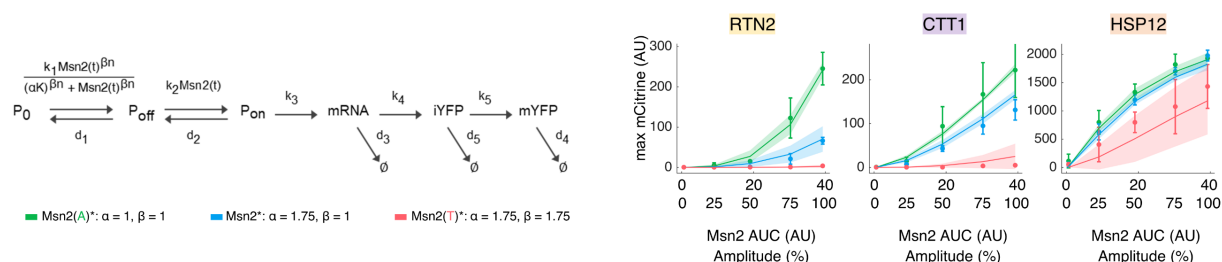 k₁Msn2(t)^βn
(αK)^βn + Msn2(t)^βn
k₂Msn2(t)
k₃ k₄ k₅
P₀ P_off P_on mRNA iYFP mYFP
d₁ d₂ d₃ d₅ d₄
ø ø ø
Msn2(A)*: α = 1, β = 1 Msn2*: α = 1.75, β = 1 Msn2(T)*: α = 1.75, β = 1.75
RTN2 CTT1 HSP12
max mCitrine (AU)
300
200
100
0
200
100
0
2000
1500
1000
500
0
0 20 40 0 20 40 0 20 40
0 25 50 75 100 0 25 50 75 100 0 25 50 75 100
Msn2 AUC (AU) Msn2 AUC (AU) Msn2 AUC (AU)
Amplitude (%) Amplitude (%) Amplitude (%)